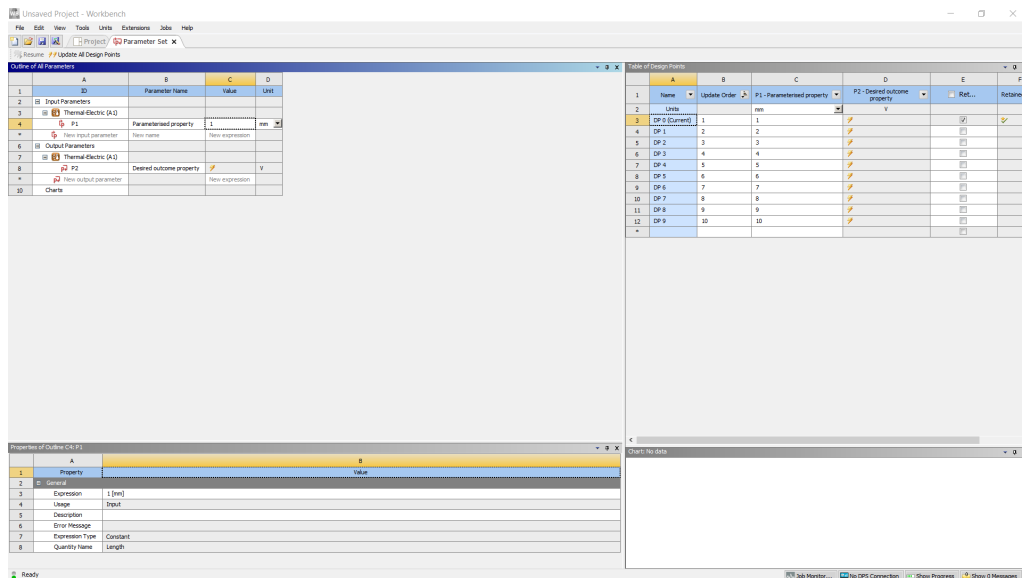 Unsaved Project - Workbench
File Edit View Tools Units Extensions Jobs Help
Project Parameter Set
Resume Update All Design Points
Outline of All Parameters
A B C D
1 ID Parameter Name Value Unit
2 Input Parameters
3 Thermal-Electric (A1)
4 P1 Parameterised property 1 mm
* New input parameter New name New expression
6 Output Parameters
7 Thermal-Electric (A1)
8 P2 Desired outcome property V
* New output parameter New expression
10 Charts
Table of Design Points
A B C D E F
1 Name Update Order P1 - Parameterised property P2 - Desired outcome property Ret... Retained
2 Units mm V
3 DP 0 (Current) 1 1
4 DP 1 2 2
5 DP 2 3 3
6 DP 3 4 4
7 DP 4 5 5
8 DP 5 6 6
9 DP 6 7 7
10 DP 7 8 8
11 DP 8 9 9
12 DP 9 10 10
*
Properties of Outline C4: P1
A B
1 Property Value
2 General
3 Expression 1 [mm]
4 Usage Input
5 Description
6 Error Message
7 Expression Type Constant
8 Quantity Name Length
Chart: No data
Ready
Job Monitor... No DPS Connection Show Progress Show 0 Messages